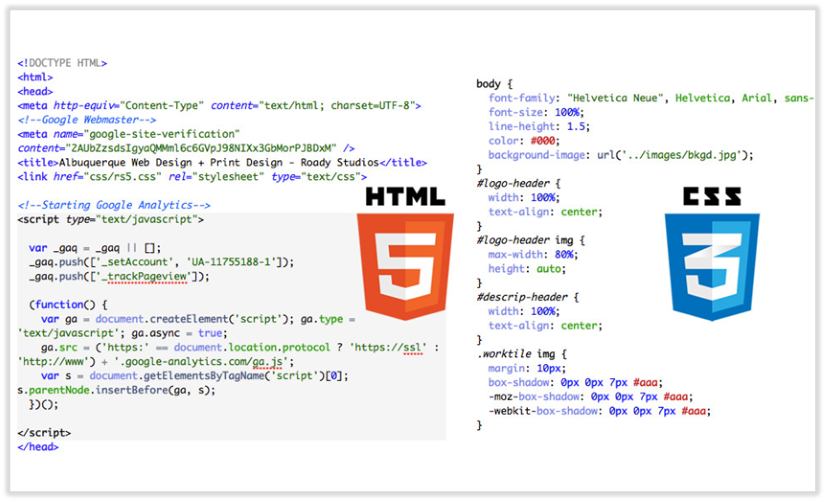 <!DOCTYPE HTML>
<html>
<head>
<meta http-equiv="Content-Type" content="text/html; charset=UTF-8">
<!--Google Webmaster-->
<meta name="google-site-verification"
content="2AUbZzsdsIgyaQMMml6c6GVpJ98NIXx3GbMorPJBDxM" />
<title>Albuquerque Web Design + Print Design - Roady Studios</title>
<link href="css/rs5.css" rel="stylesheet" type="text/css">
<!--Starting Google Analytics-->
<script type="text/javascript">
var _gaq = _gaq || [];
_gaq.push(['_setAccount', 'UA-11755188-1']);
_gaq.push(['_trackPageview']);
(function() {
var ga = document.createElement('script'); ga.type =
'text/javascript'; ga.async = true;
ga.src = ('https:' == document.location.protocol ? 'https://ssl' :
'http://www') + '.google-analytics.com/ga.js';
var s = document.getElementsByTagName('script')[0];
s.parentNode.insertBefore(ga, s);
})();
</script>
</head>
HTML
5
body {
font-family: "Helvetica Neue", Helvetica, Arial, sans-
font-size: 100%;
line-height: 1.5;
color: #000;
background-image: url('../images/bkgd.jpg');
}
#logo-header {
width: 100%;
text-align: center;
}
#logo-header img {
max-width: 80%;
height: auto;
}
#descrip-header {
width: 100%;
text-align: center;
}
.worktile img {
margin: 10px;
box-shadow: 0px 0px 7px #aaa;
-moz-box-shadow: 0px 0px 7px #aaa;
-webkit-box-shadow: 0px 0px 7px #aaa;
}
CSS
3